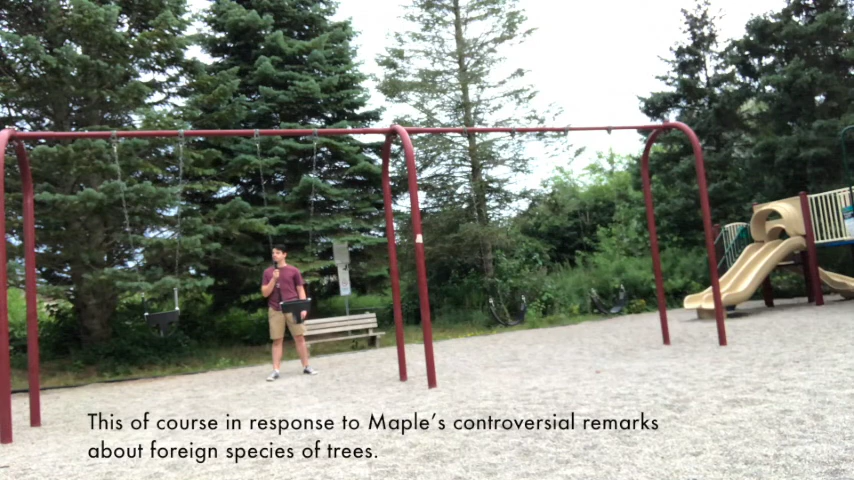 This of course in response to Maple's controversial remarks
about foreign species of trees.